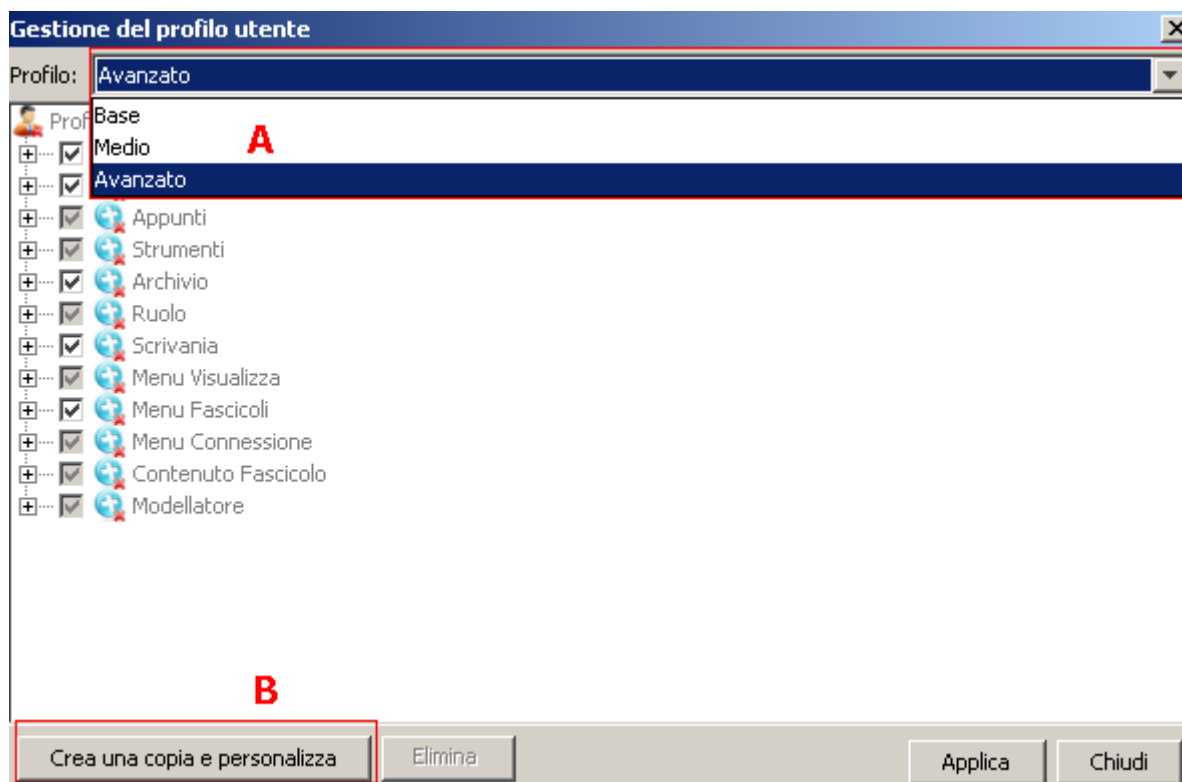 Gestione del profilo utente
Profilo: Avanzato
Prof
Base
Medio
A
Avanzato
Appunti
Strumenti
Archivio
Ruolo
Scrivania
Menu Visualizza
Menu Fascicoli
Menu Connessione
Contenuto Fascicolo
Modellatore
B
Crea una copia e personalizza Elimina Applica Chiudi